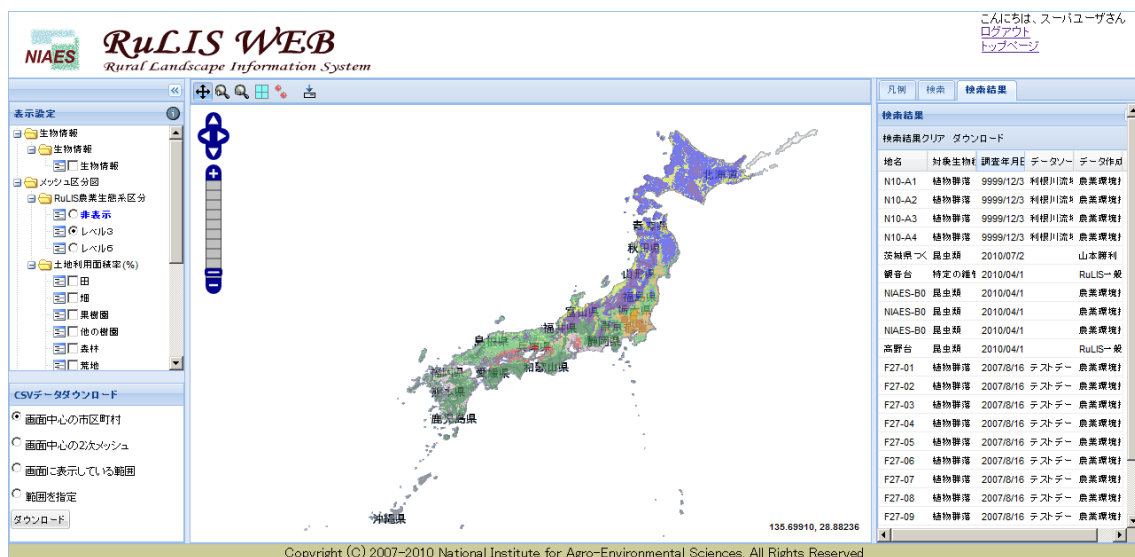 こんにちは、スーパユーザさん
ログアウト
トップページ
NIAES
RuLIS WEB
Rural Landscape Information System
表示設定
生物情報
生物情報
生物情報
メッシュ区分図
RuLIS農業生態系区分
非表示
レベル3
レベル6
土地利用面積率(%)
田
畑
果樹園
他の樹園
森林
荒地
CSVデータダウンロード
画面中心の市区町村
画面中心の2次メッシュ
画面に表示している範囲
範囲を指定
ダウンロード
北海道
秋田県
山形県
福島県
富山県
島根県
兵庫県
静岡県
愛媛県
和歌山県
鹿児島県
沖縄県
135.69910, 28.88236
凡例 検索 検索結果
検索結果
検索結果クリア ダウンロード
地名 対象生物 調査年月 データソー データ作成
N10-A1 植物群落 9999/12/3 利根川流 農業環境
N10-A2 植物群落 9999/12/3 利根川流 農業環境
N10-A3 植物群落 9999/12/3 利根川流 農業環境
N10-A4 植物群落 9999/12/3 利根川流 農業環境
茨城県つく 昆虫類 2010/07/2 山本勝利
観音台 特定の維 2010/04/1 RuLIS一般
NIAES-B0 昆虫類 2010/04/1 農業環境
NIAES-B0 昆虫類 2010/04/1 農業環境
NIAES-B0 昆虫類 2010/04/1 農業環境
高野台 昆虫類 2010/04/1 RuLIS一般
F27-01 植物群落 2007/8/16 テストデー 農業環境
F27-02 植物群落 2007/8/16 テストデー 農業環境
F27-03 植物群落 2007/8/16 テストデー 農業環境
F27-04 植物群落 2007/8/16 テストデー 農業環境
F27-05 植物群落 2007/8/16 テストデー 農業環境
F27-06 植物群落 2007/8/16 テストデー 農業環境
F27-07 植物群落 2007/8/16 テストデー 農業環境
F27-08 植物群落 2007/8/16 テストデー 農業環境
F27-09 植物群落 2007/8/16 テストデー 農業環境
Copyright (C) 2007-2010 National Institute for Agro-Environmental Sciences. All Rights Reserved